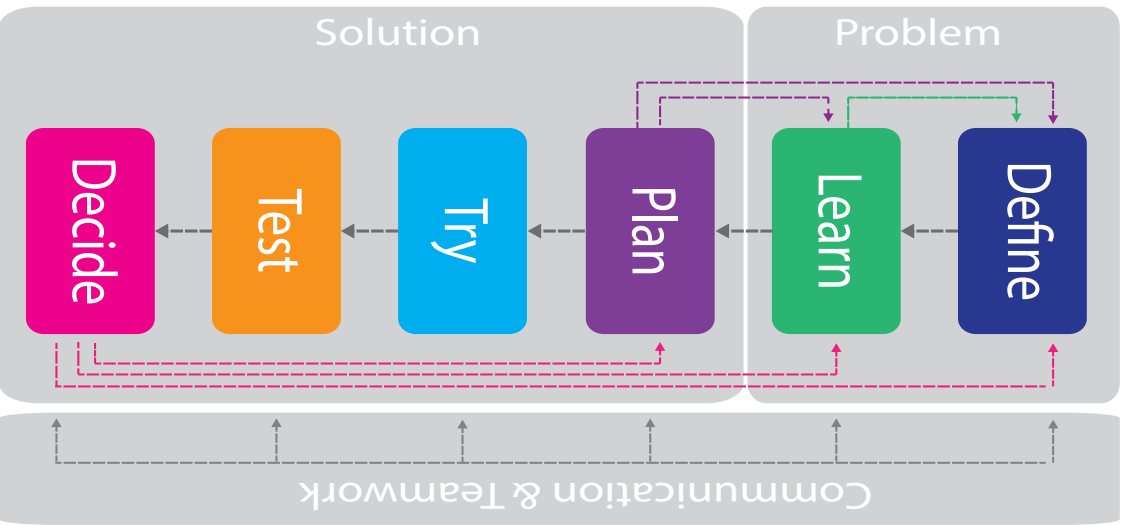 Solution
Problem
Decide
Test
Try
Plan
Learn
Define
Communication & Teamwork